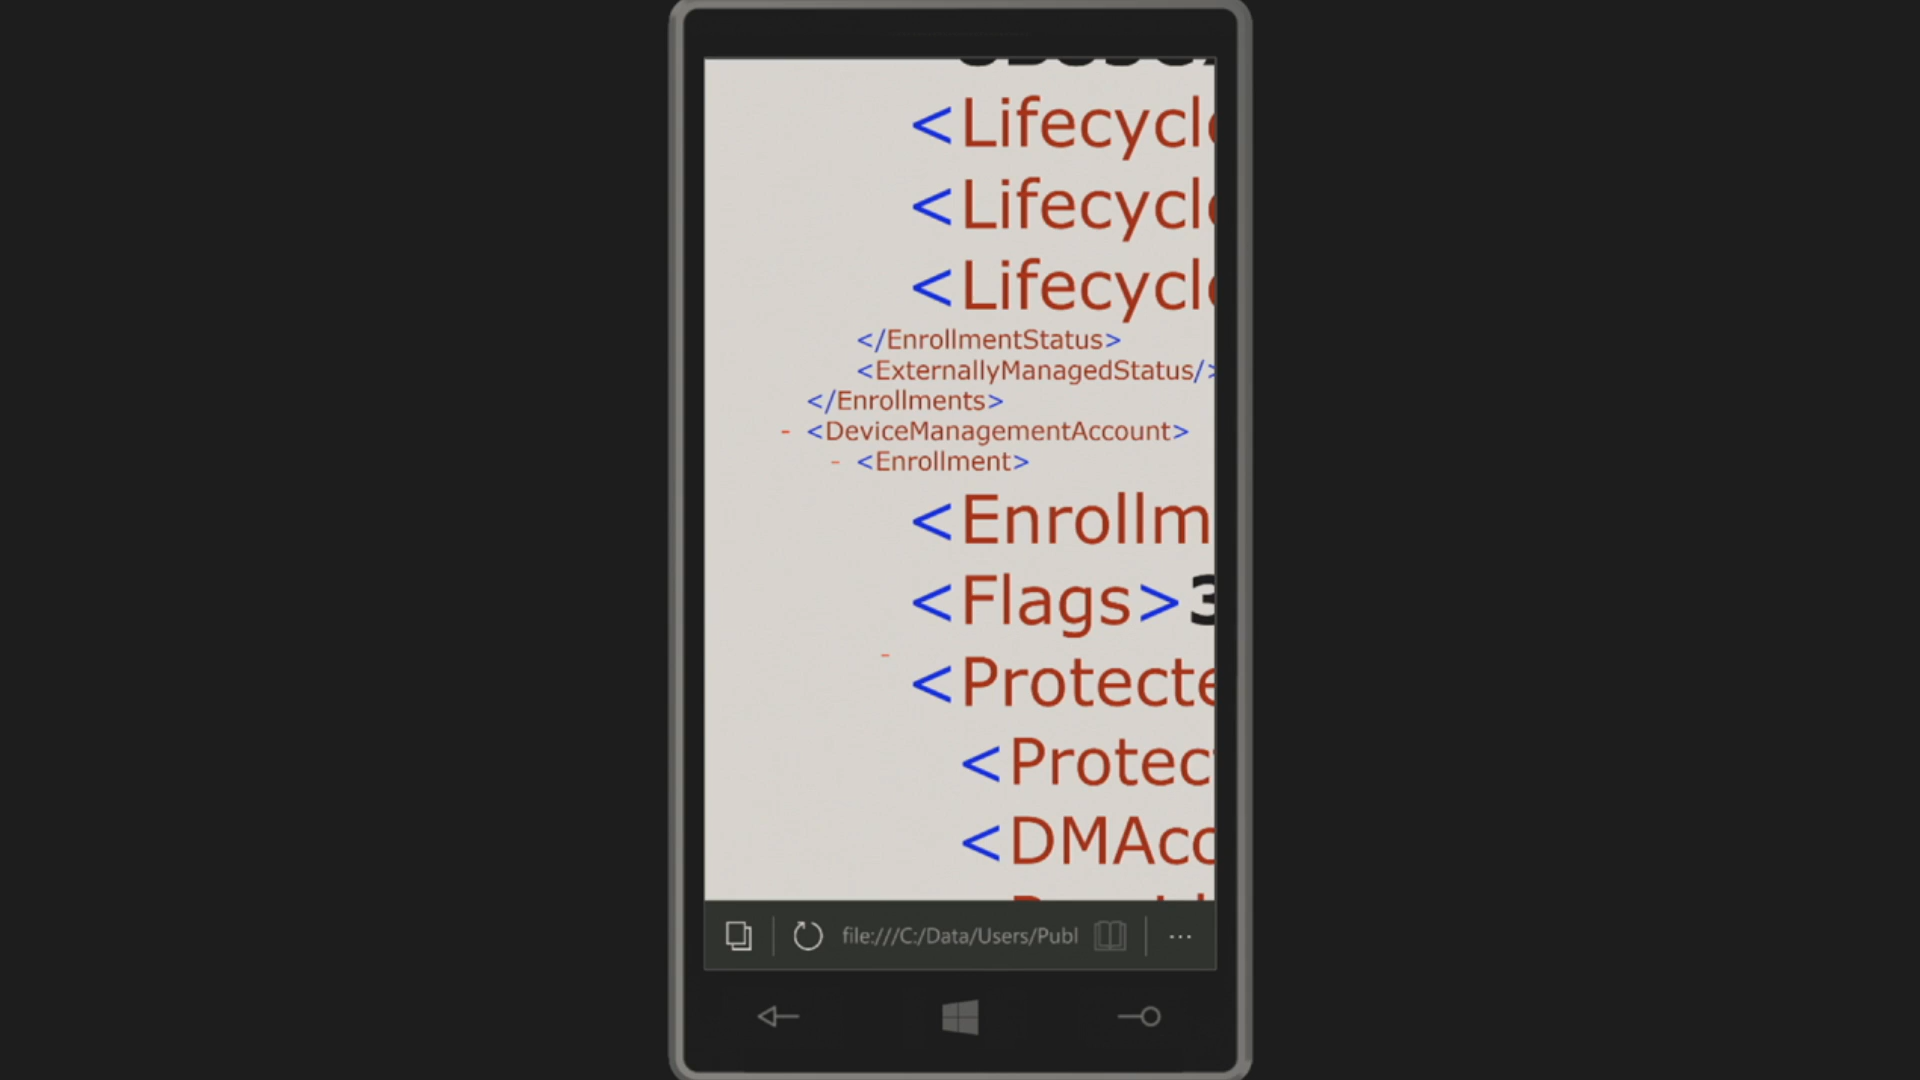 <Lifecycl
<Lifecycl
<Lifecycl
</EnrollmentStatus>
<ExternallyManagedStatus/>
</Enrollments>
- <DeviceManagementAccount>
- <Enrollment>
<Enrollm
<Flags>3
-
<Protecte
<Protec
<DMAcc
file:///C:/Data/Users/Publ
...